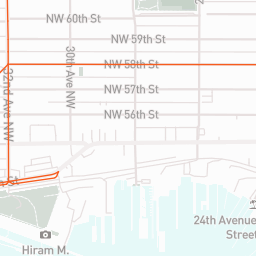 NW 60th St
NW 59th St
NW 58th St
NW 57th St
NW 56th St
30th Ave NW
32nd Ave NW
St
24th Avenue
Street
Hiram M.